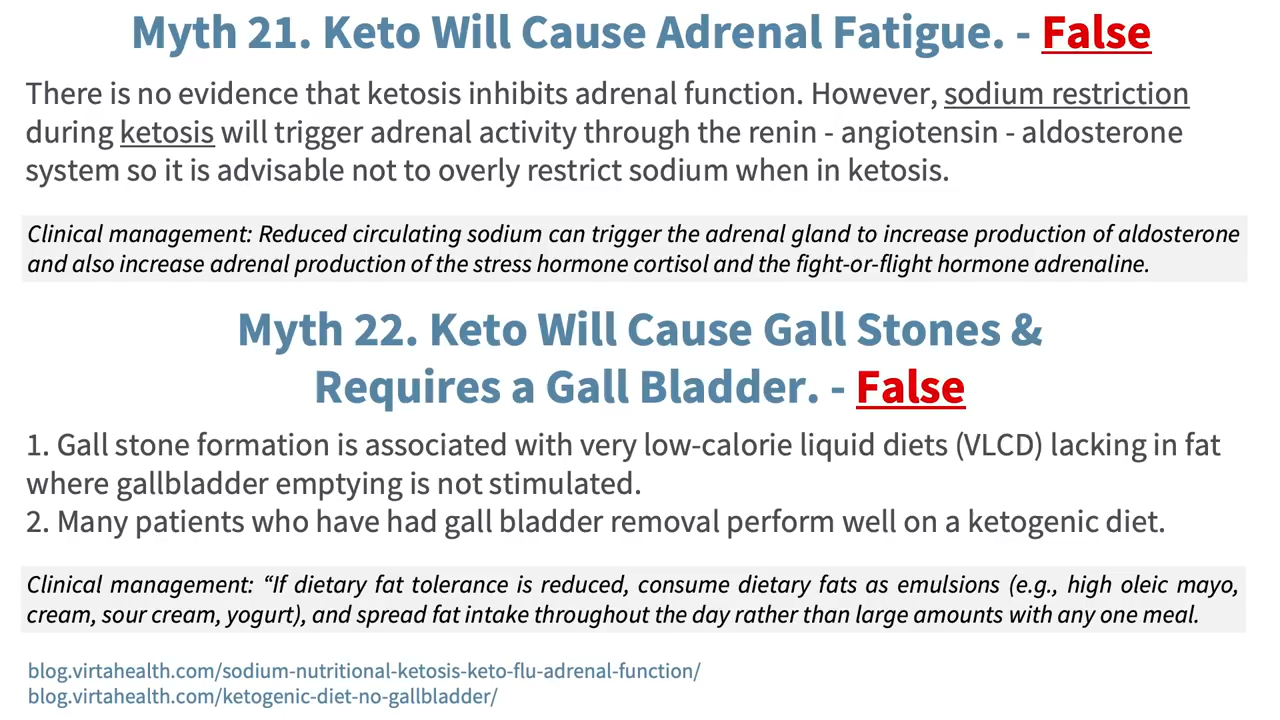 Myth 21. Keto Will Cause Adrenal Fatigue. - False
There is no evidence that ketosis inhibits adrenal function. However, sodium restriction
during ketosis will trigger adrenal activity through the renin - angiotensin - aldosterone
system so it is advisable not to overly restrict sodium when in ketosis.
Clinical management: Reduced circulating sodium can trigger the adrenal gland to increase production of aldosterone
and also increase adrenal production of the stress hormone cortisol and the fight-or-flight hormone adrenaline.
Myth 22. Keto Will Cause Gall Stones &
Requires a Gall Bladder. - False
1. Gall stone formation is associated with very low-calorie liquid diets (VLCD) lacking in fat
where gallbladder emptying is not stimulated.
2. Many patients who have had gall bladder removal perform well on a ketogenic diet.
Clinical management: “If dietary fat tolerance is reduced, consume dietary fats as emulsions (e.g., high oleic mayo,
cream, sour cream, yogurt), and spread fat intake throughout the day rather than large amounts with any one meal.
blog.virtahealth.com/sodium-nutritional-ketosis-keto-flu-adrenal-function/
blog.virtahealth.com/ketogenic-diet-no-gallbladder/